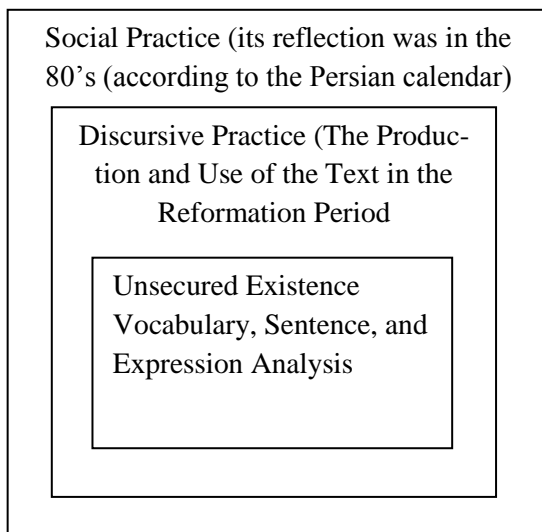 Social Practice (its reflection was in the
80’s (according to the Persian calendar)
Discursive Practice (The Produc-
tion and Use of the Text in the
Reformation Period
Unsecured Existence
Vocabulary, Sentence, and
Expression Analysis